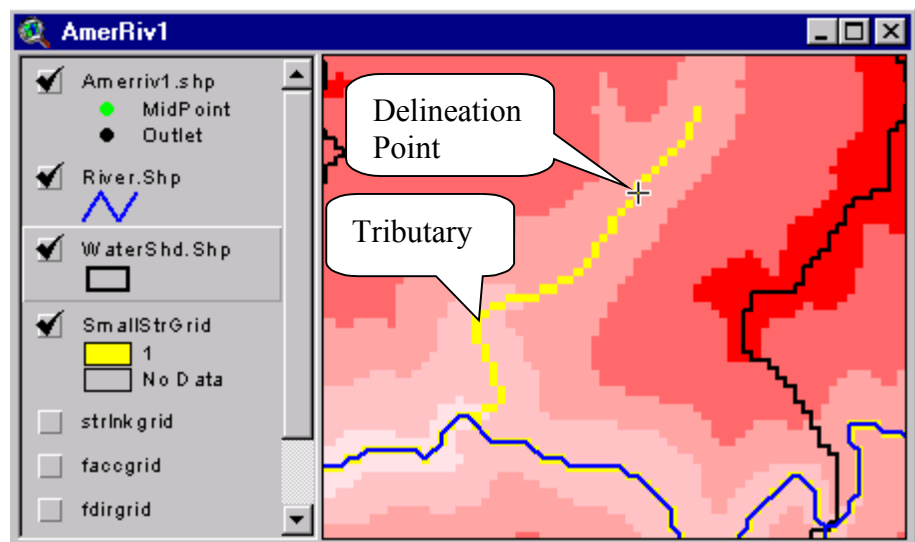 AmerRiv1
Amerriv1.shp
MidPoint
Outlet
River.Shp
WaterShd.Shp
SmallStrGrid
1
No Data
strlnkgrid
faccgrid
fdirgrid
Delineation
Point
Tributary